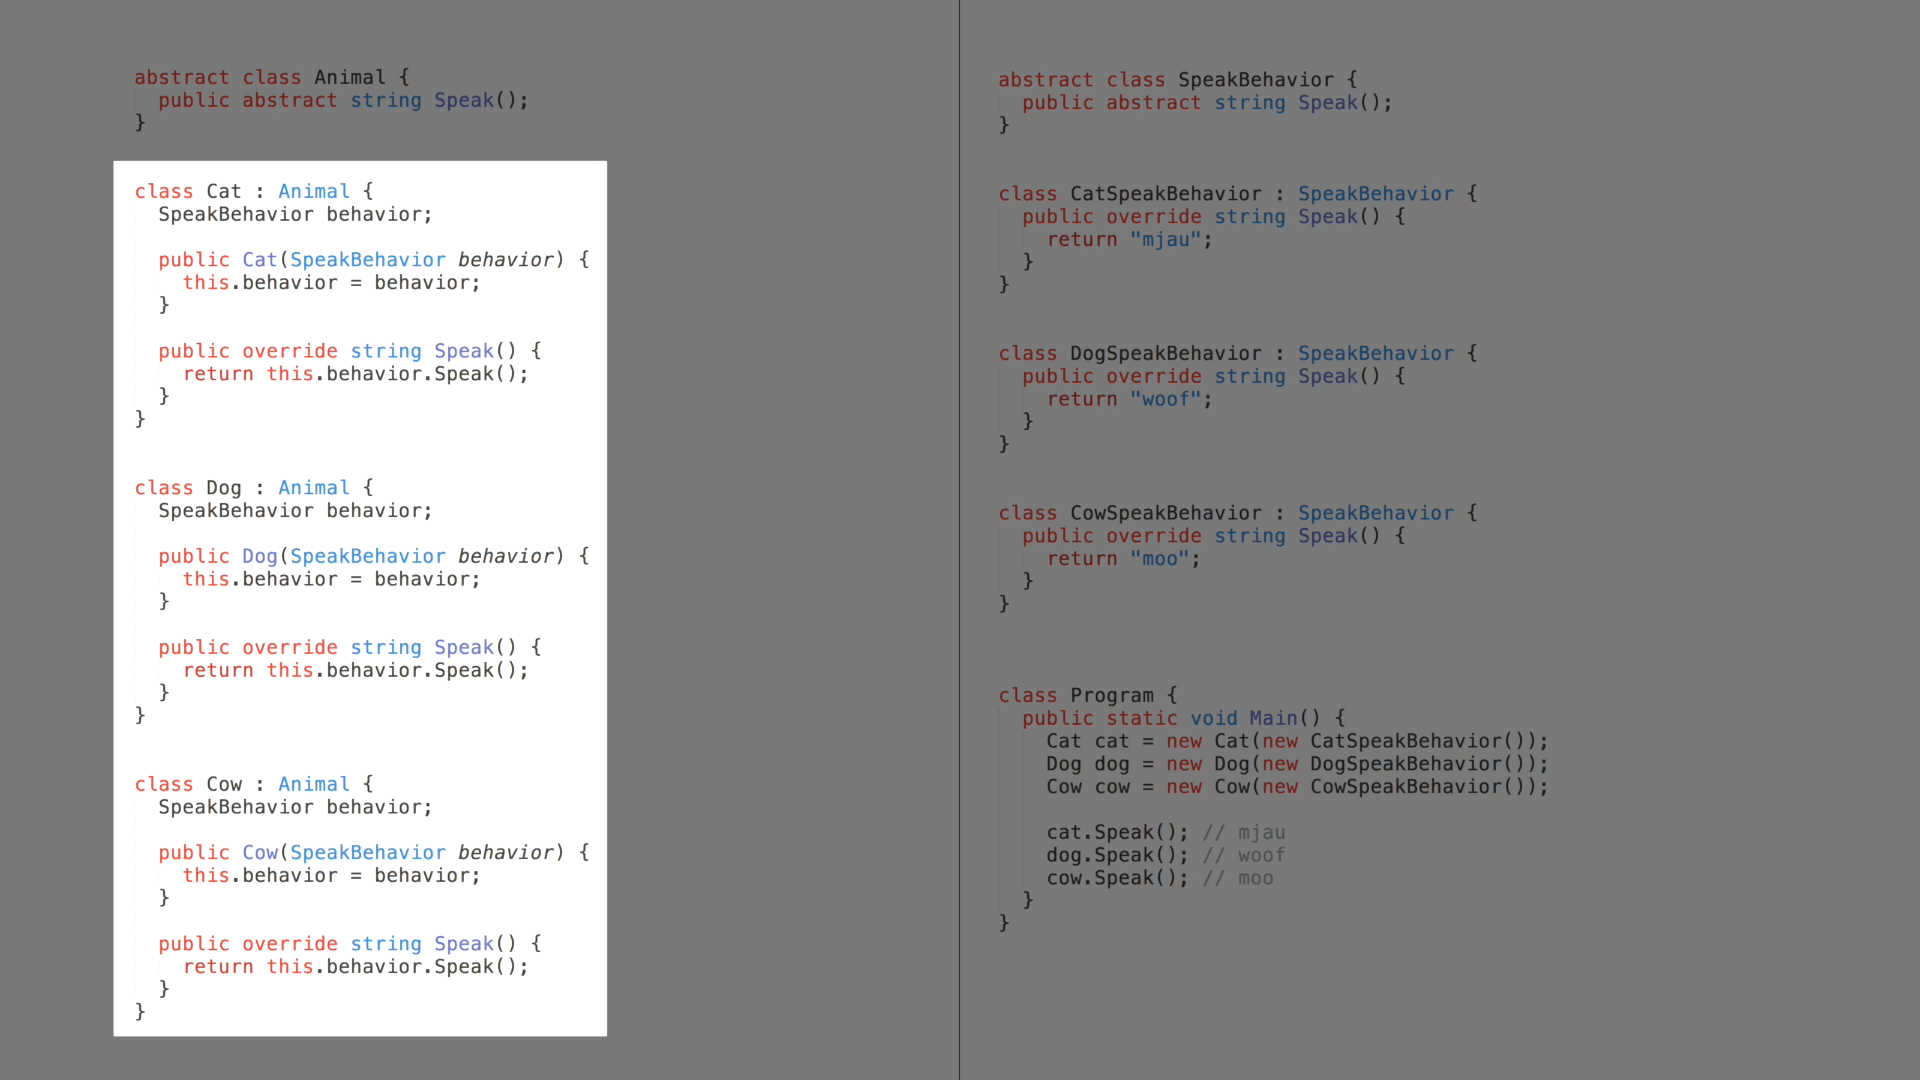 abstract class Animal {
  public abstract string Speak();
}
class Cat : Animal {
  SpeakBehavior behavior;
  public Cat(SpeakBehavior behavior) {
    this.behavior = behavior;
  }
  public override string Speak() {
    return this.behavior.Speak();
  }
}
class Dog : Animal {
  SpeakBehavior behavior;
  public Dog(SpeakBehavior behavior) {
    this.behavior = behavior;
  }
  public override string Speak() {
    return this.behavior.Speak();
  }
}
class Cow : Animal {
  SpeakBehavior behavior;
  public Cow(SpeakBehavior behavior) {
    this.behavior = behavior;
  }
  public override string Speak() {
    return this.behavior.Speak();
  }
}
abstract class SpeakBehavior {
  public abstract string Speak();
}
class CatSpeakBehavior : SpeakBehavior {
  public override string Speak() {
    return "mjau";
  }
}
class DogSpeakBehavior : SpeakBehavior {
  public override string Speak() {
    return "woof";
  }
}
class CowSpeakBehavior : SpeakBehavior {
  public override string Speak() {
    return "moo";
  }
}
class Program {
  public static void Main() {
    Cat cat = new Cat(new CatSpeakBehavior());
    Dog dog = new Dog(new DogSpeakBehavior());
    Cow cow = new Cow(new CowSpeakBehavior());
    cat.Speak(); // mjau
    dog.Speak(); // woof
    cow.Speak(); // moo
  }
}